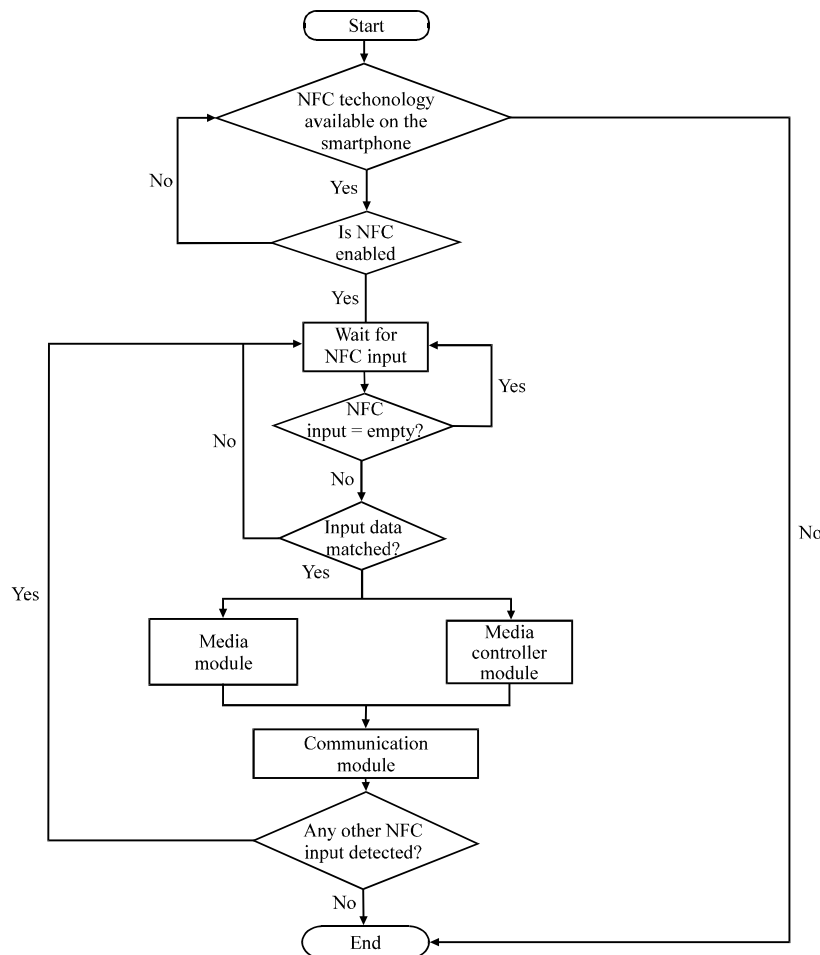 Start
NFC techonology
available on the
smartphone
No
Yes
Is NFC
enabled
Yes
Wait for
NFC input
Yes
NFC
input = empty?
No
No
Input data
matched?
No
Yes
Yes
Media
module
Media
controller
module
Communication
module
Any other NFC
input detected?
No
End